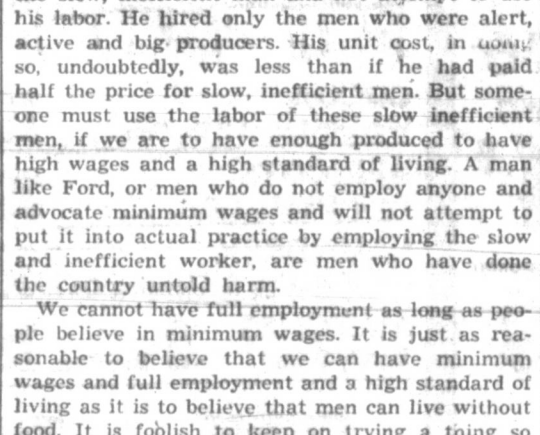 his labor. He hired only the men who were alert,
active and big producers. His unit cost, in doing
so, undoubtedly, was less than if he had paid
half the price for slow, inefficient men. But some-
one must use the labor of these slow inefficient
men, if we are to have enough produced to have
high wages and a high standard of living. A man
like Ford, or men who do not employ anyone and
advocate minimum wages and will not attempt to
put it into actual practice by employing the slow
and inefficient worker, are men who have done
the country untold harm.
We cannot have full employment as long as peo-
ple believe in minimum wages. It is just as rea-
sonable to believe that we can have minimum
wages and full employment and a high standard of
living as it is to believe that men can live without
food. It is foolish to keep on trying a thing so